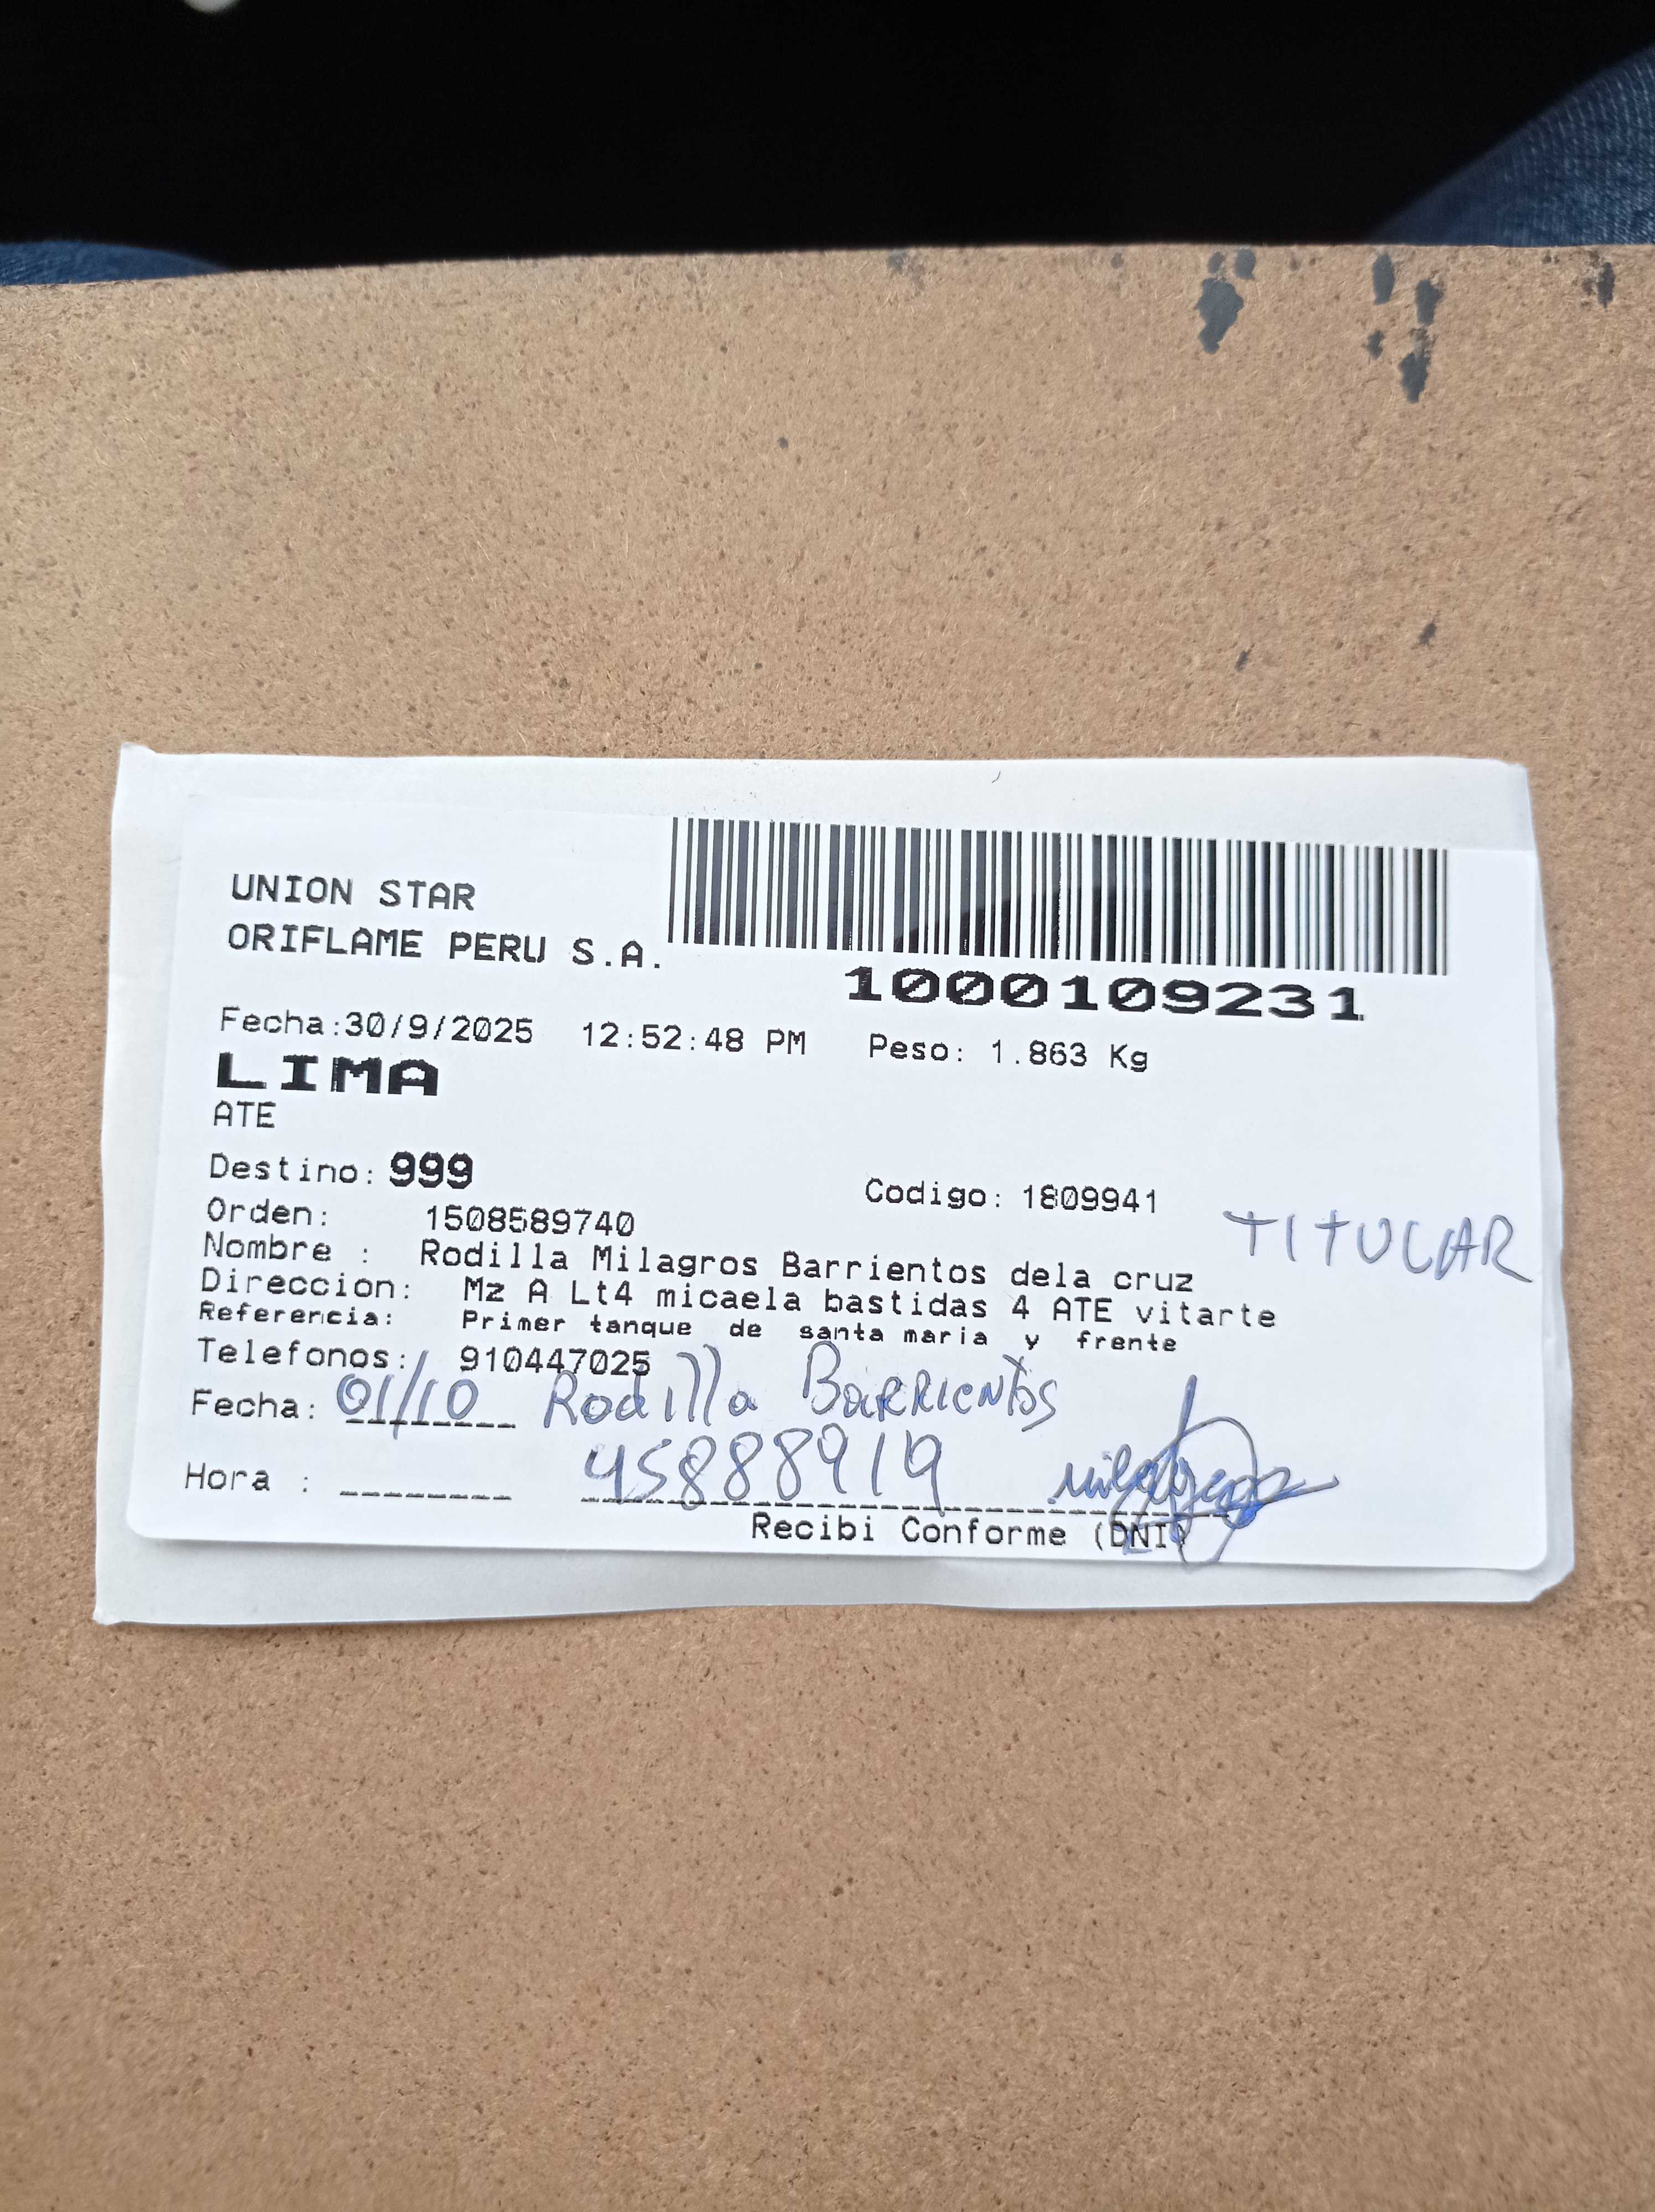 UNION STAR
ORIFLAME PERU S.A.
1000109231
Fecha:30/9/2025 12:52:48 PM Peso: 1.863 Kg
LIMA
ATE
Destino: 999
Codigo: 1809941
TITULAR
Orden: 1508589740
Nombre : Rodilla Milagros Barrientos dela cruz
Direccion: Mz A Lt4 micaela bastidas 4 ATE vitarte
Referencia: Primer tanque de santa maria y frente
Telefonos: 910447025
Fecha: 01/10 Rodilla Barrientos
Hora : 45888919
Recibi Conforme (DNI)